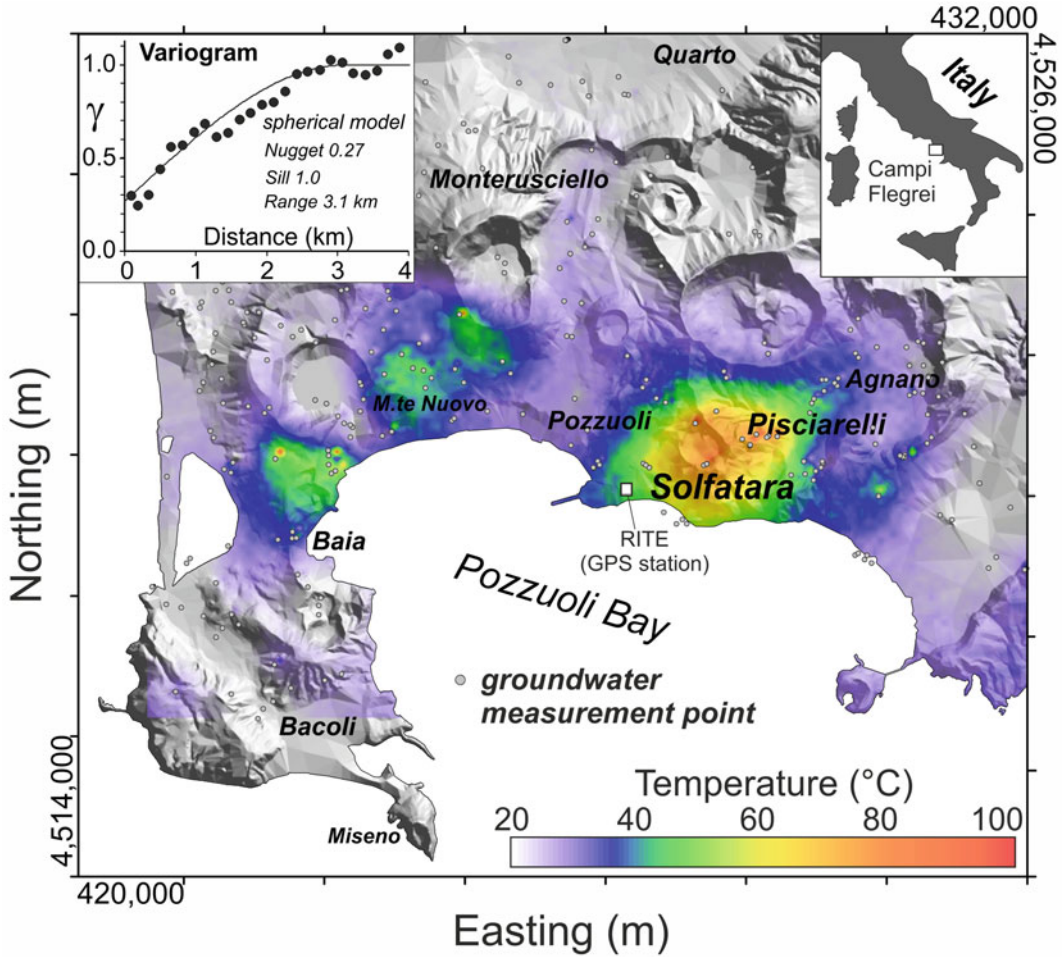 432,000
4,526,000
Variogram
1.0
γ
0.5
0.0
spherical model
Nugget 0.27
Sill 1.0
Range 3.1 km
Distance (km)
0 1 2 3 4
Quarto
Italy
Campi
Flegrei
Monterusciello
Agnano
M.te Nuovo
Pozzuoli
Pisciarelli
Solfatara
Baia
RITE
(GPS station)
Pozzuoli Bay
groundwater
measurement point
Bacoli
Miseno
Temperature (°C)
20 40 60 80 100
Northing (m)
4,514,000
420,000
Easting (m)